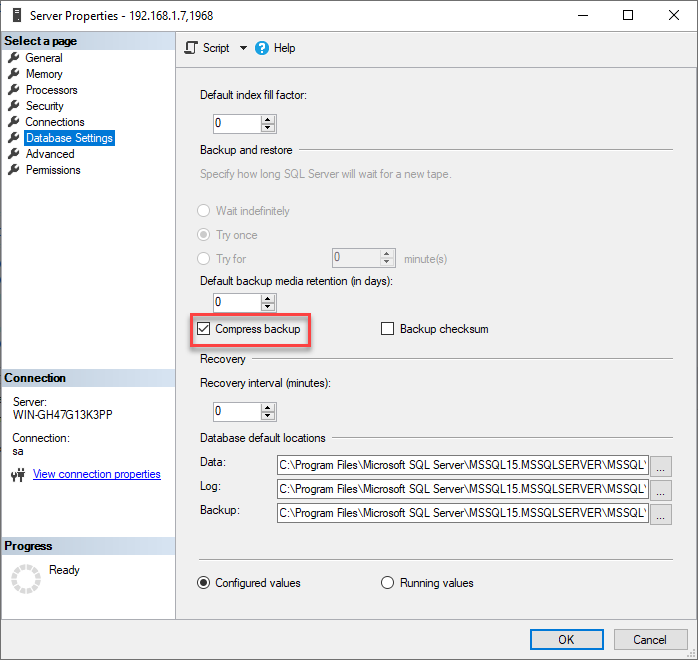 Server Properties - 192.168.1.7,1968
Select a page
General
Memory
Processors
Security
Connections
Database Settings
Advanced
Permissions
Connection
Server:
WIN-GH47G13K3PP
Connection:
sa
View connection properties
Progress
Ready
Script
Help
Default index fill factor:
0
Backup and restore
Specify how long SQL Server will wait for a new tape.
Wait indefinitely
Try once
Try for 0 minute(s)
Default backup media retention (in days):
0
Compress backup Backup checksum
Recovery
Recovery interval (minutes):
0
Database default locations
Data: C:\Program Files\Microsoft SQL Server\MSSQL15.MSSQLSERVER\MSSQL\ ...
Log: C:\Program Files\Microsoft SQL Server\MSSQL15.MSSQLSERVER\MSSQL\ ...
Backup: C:\Program Files\Microsoft SQL Server\MSSQL15.MSSQLSERVER\MSSQL\ ...
Configured values Running values
OK Cancel